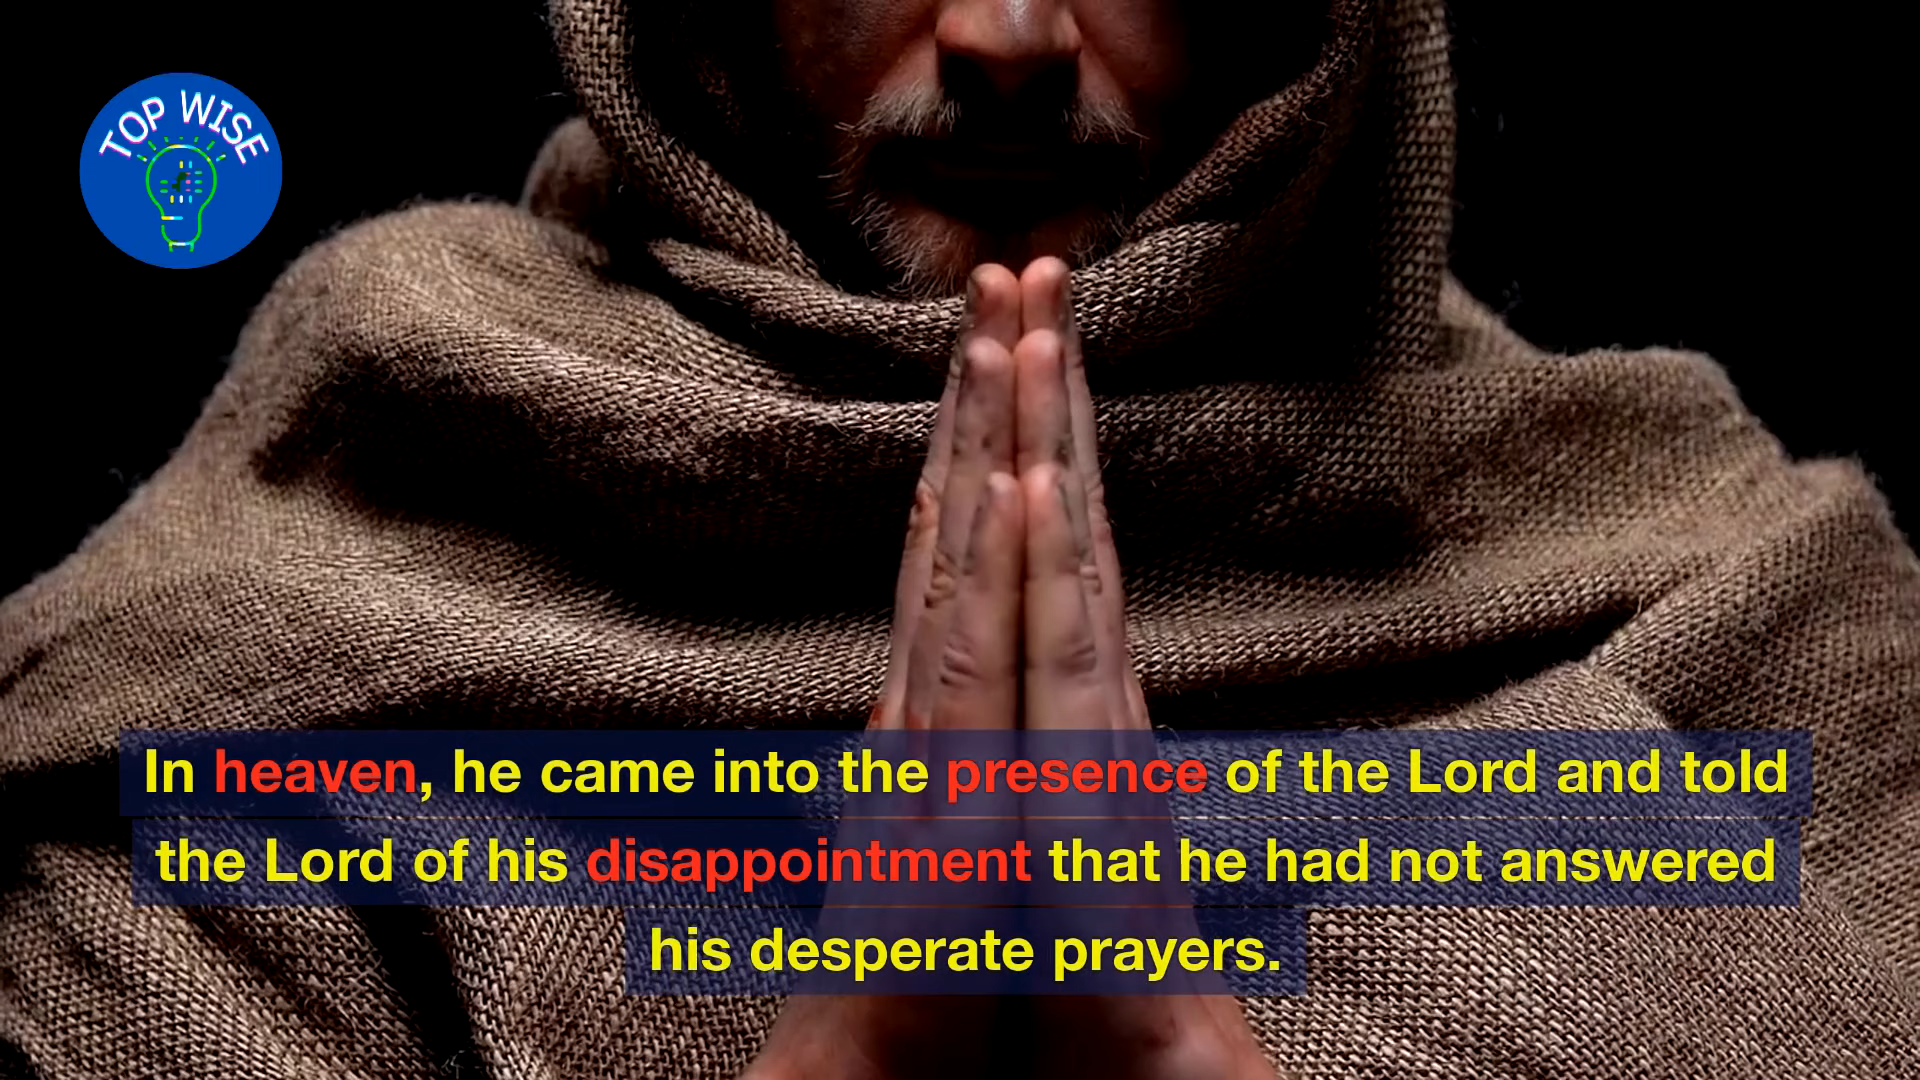 TOP WISE
In heaven, he came into the presence of the Lord and told
the Lord of his disappointment that he had not answered
his desperate prayers.